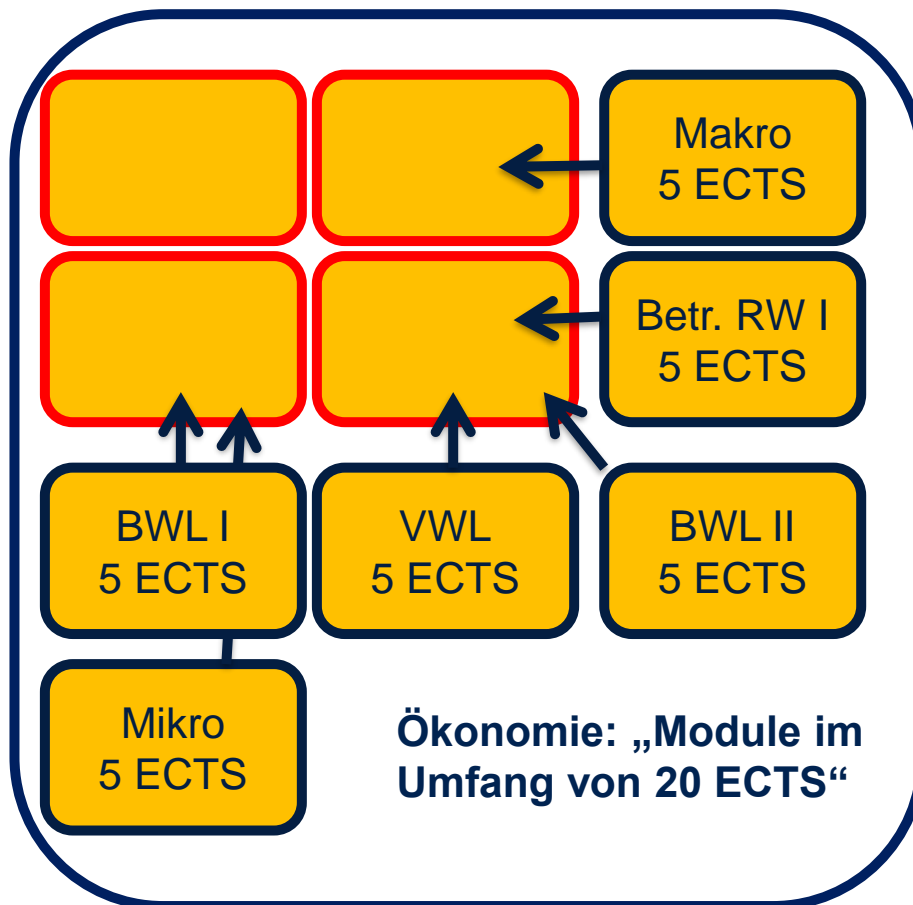 Makro
5 ECTS
Betr. RW I
5 ECTS
BWL I
5 ECTS
VWL
5 ECTS
BWL II
5 ECTS
Mikro
5 ECTS
Ökonomie: „Module im
Umfang von 20 ECTS“